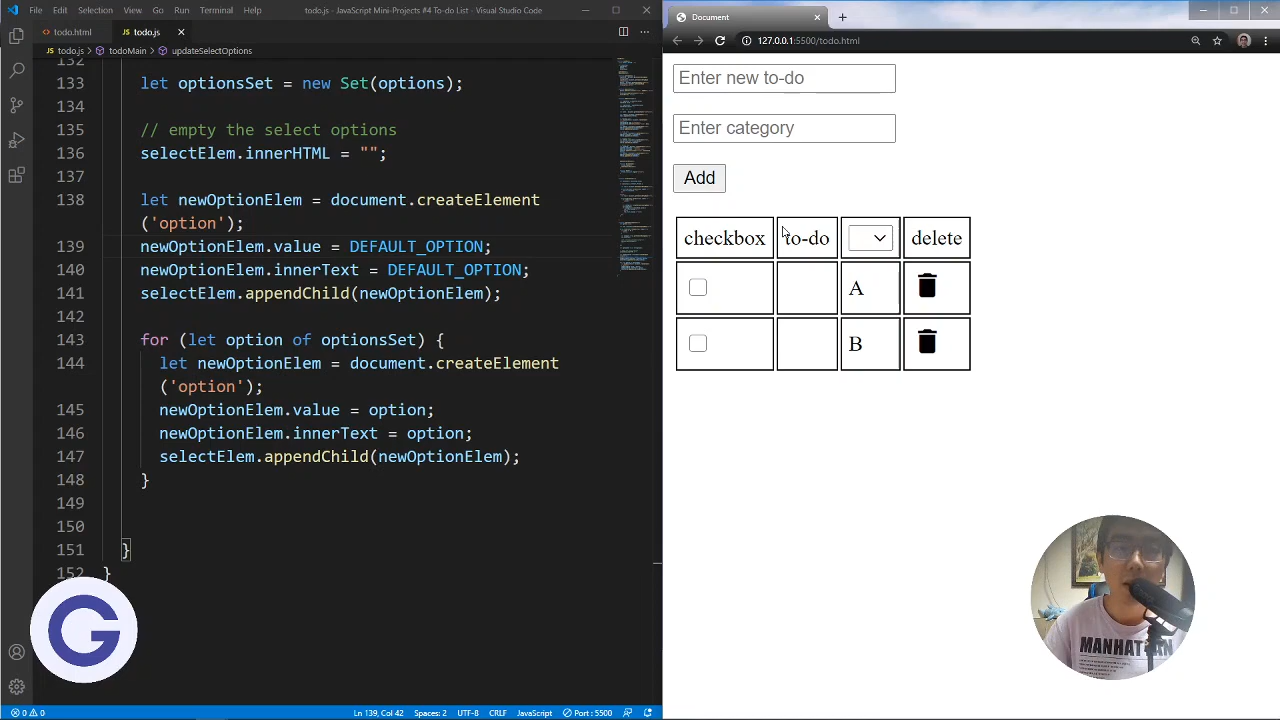 File Edit Selection View Go Run Terminal Help todo.js - JavaScript Mini-Projects #4 To-do List - Visual Studio Code
todo.html
todo.js
todo.js > todoMain > updateSelectOptions
132
133 let optionsSet = new Set(options);
134
135 options
136 .innerHTML = "";
137
138 = document.createElement
('option');
139 newOptionElem.value = DEFAULT_OPTION;
140 newOptionElem.innerText = DEFAULT_OPTION;
141 selectElem.appendChild(newOptionElem);
142
143 for (let option of optionsSet) {
144 let newOptionElem = document.createElement
('option');
145 newOptionElem.value = option;
146 newOptionElem.innerText = option;
147 selectElem.appendChild(newOptionElem);
148 }
149
150
151 }
152 }
G
0 0 Ln 139, Col 42 Spaces: 2 UTF-8 CRLF JavaScript Port : 5500
Document
127.0.0.1:5500/todo.html
Enter new to-do
Enter category
Add
checkbox to-do delete
A
B
MANHATTAN